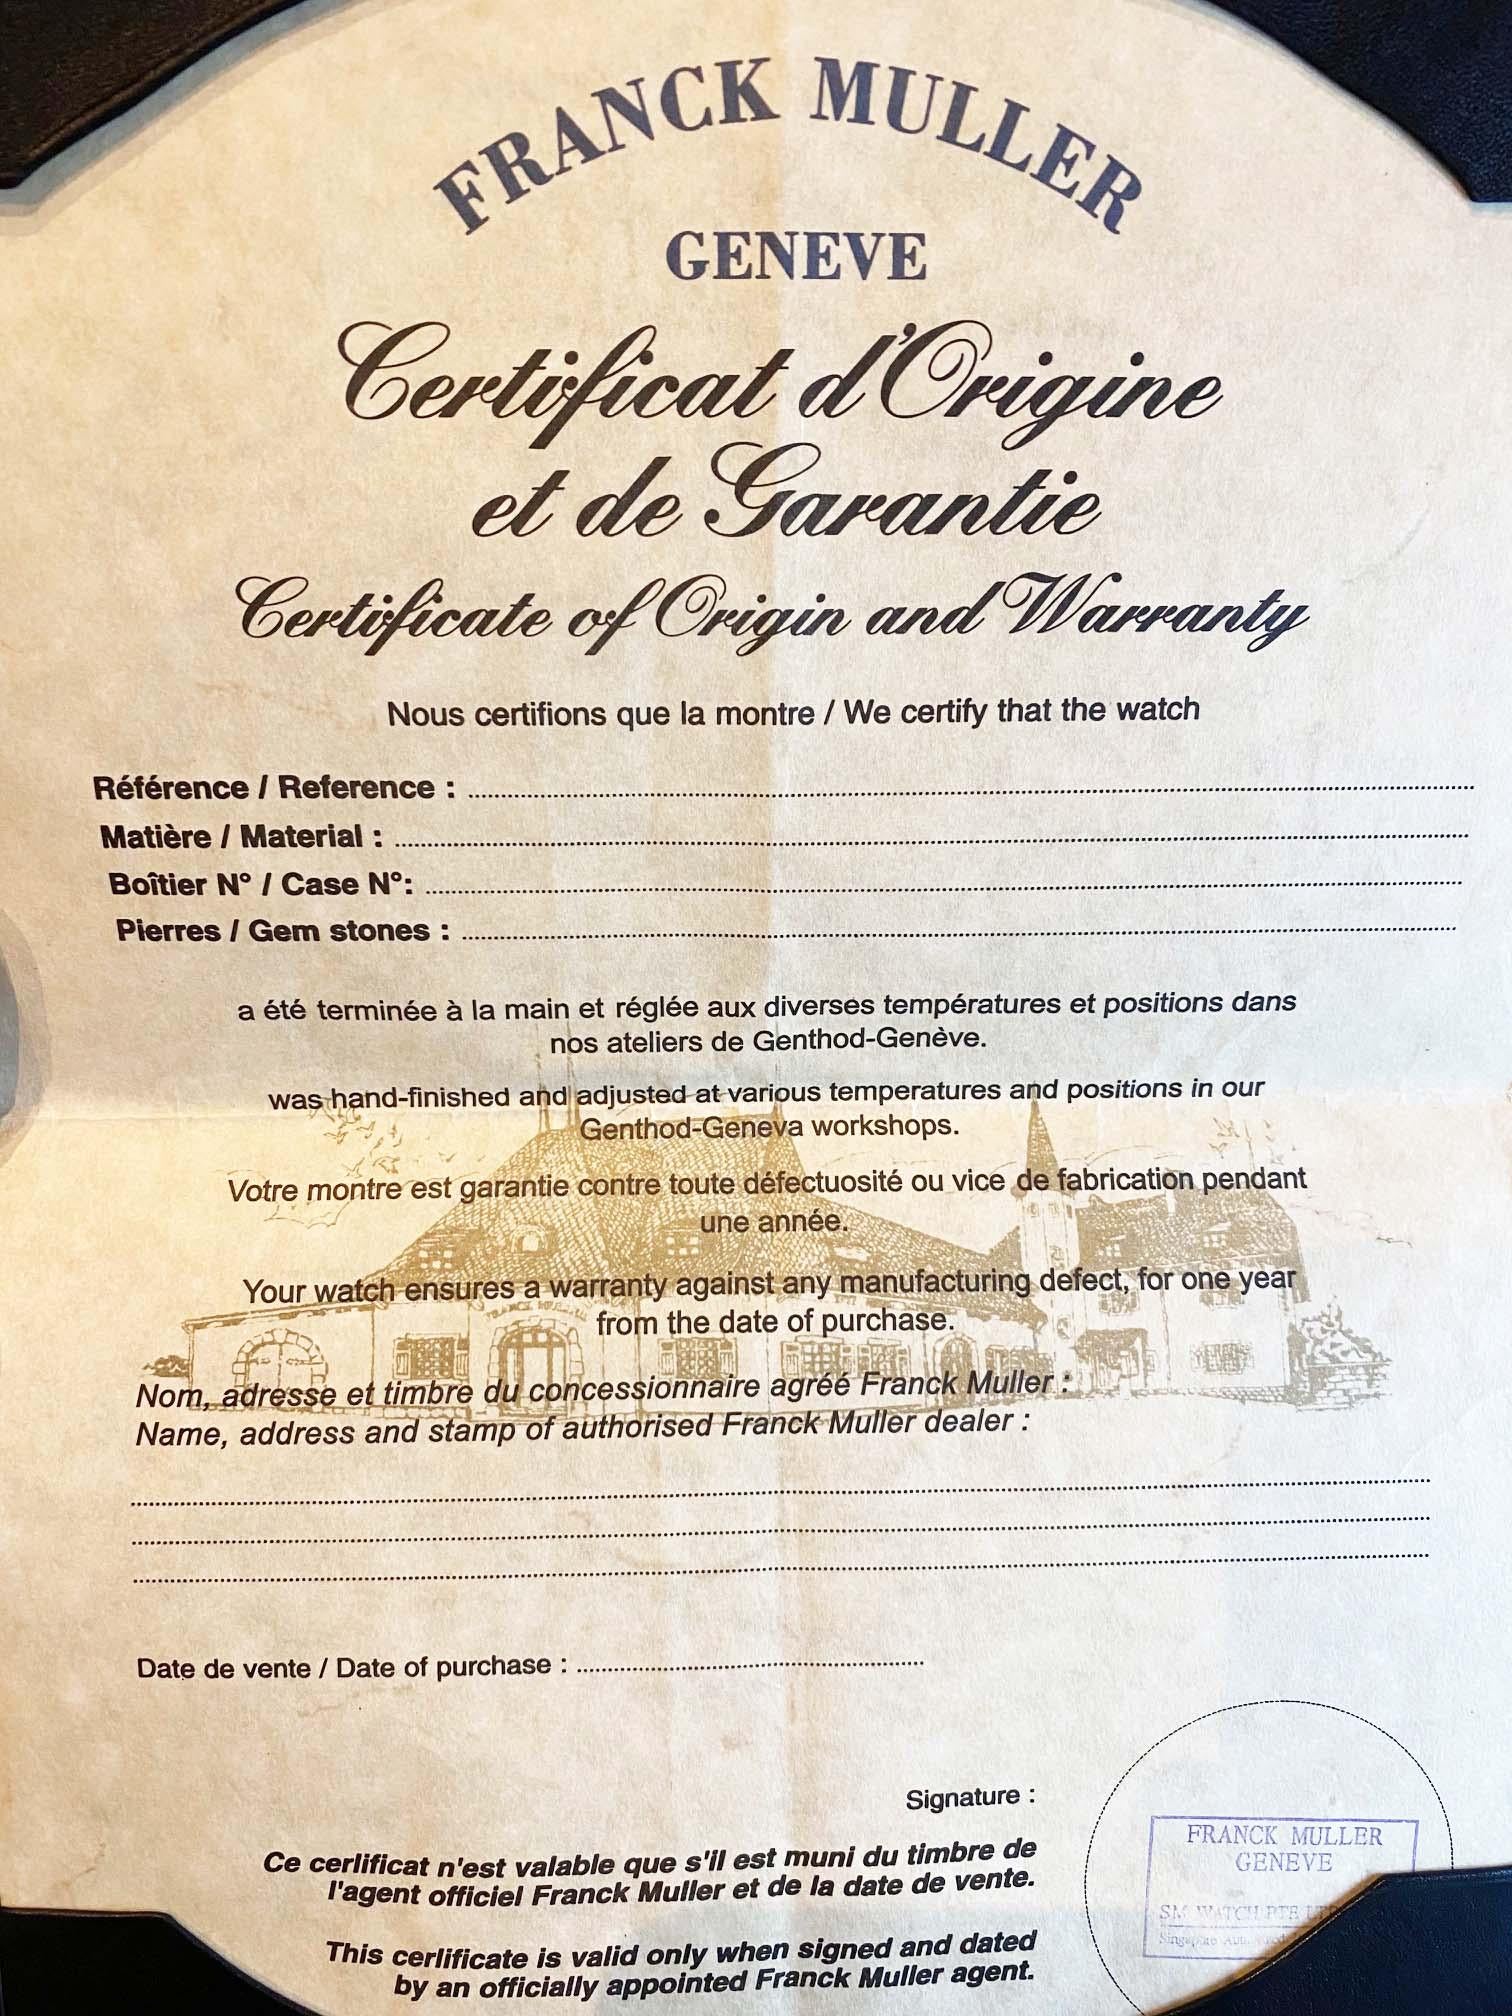 FRANCK MULLER
GENEVE
Certificat d'Origine
et de Garantie
Certificate of Origin and Warranty
Nous certifions que la montre / We certify that the watch
Référence / Reference :
Matière / Material :
Boîtier N° / Case N°:
Pierres / Gem stones :
a été terminée à la main et réglée aux diverses températures et positions dans
nos ateliers de Genthod-Genève.
was hand-finished and adjusted at various temperatures and positions in our
Genthod-Geneva workshops.
Votre montre est garantie contre toute défectuosité ou vice de fabrication pendant
une année.
Your watch ensures a warranty against any manufacturing defect, for one year
from the date of purchase.
Nom, adresse et timbre du concessionnaire agréé Franck Muller :
Name, address and stamp of authorised Franck Muller dealer :
Date de vente / Date of purchase :
Signature :
Ce cerlificat n'est valable que s'il est muni du timbre de
l'agent officiel Franck Muller et de la date de vente.
This cerlificate is valid only when signed and dated
by an officially appointed Franck Muller agent.
FRANCK MULLER
GENEVE
SM WATCH PTE LTD
Singapore